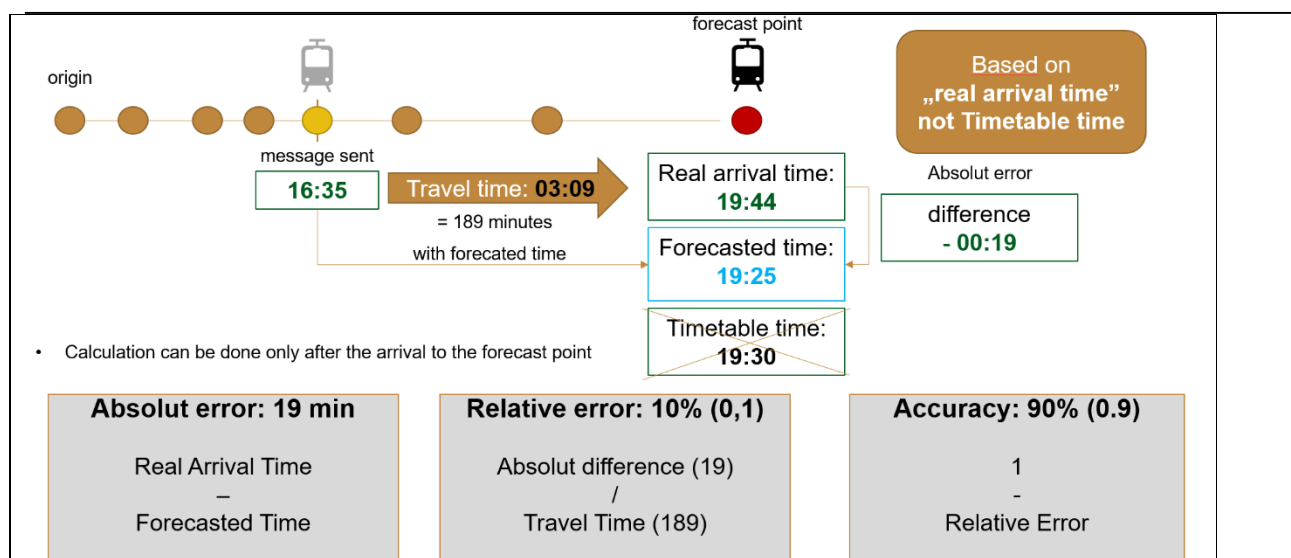 forecast point
origin
Based on
„real arrival time”
not Timetable time
message sent
16:35
Travel time: 03:09
= 189 minutes
with forecated time
Real arrival time:
19:44
Forecasted time:
19:25
Timetable time:
19:30
Absolut error
difference
- 00:19
• Calculation can be done only after the arrival to the forecast point
Absolut error: 19 min
Real Arrival Time
–
Forecasted Time
Relative error: 10% (0,1)
Absolut difference (19)
/
Travel Time (189)
Accuracy: 90% (0.9)
1
-
Relative Error